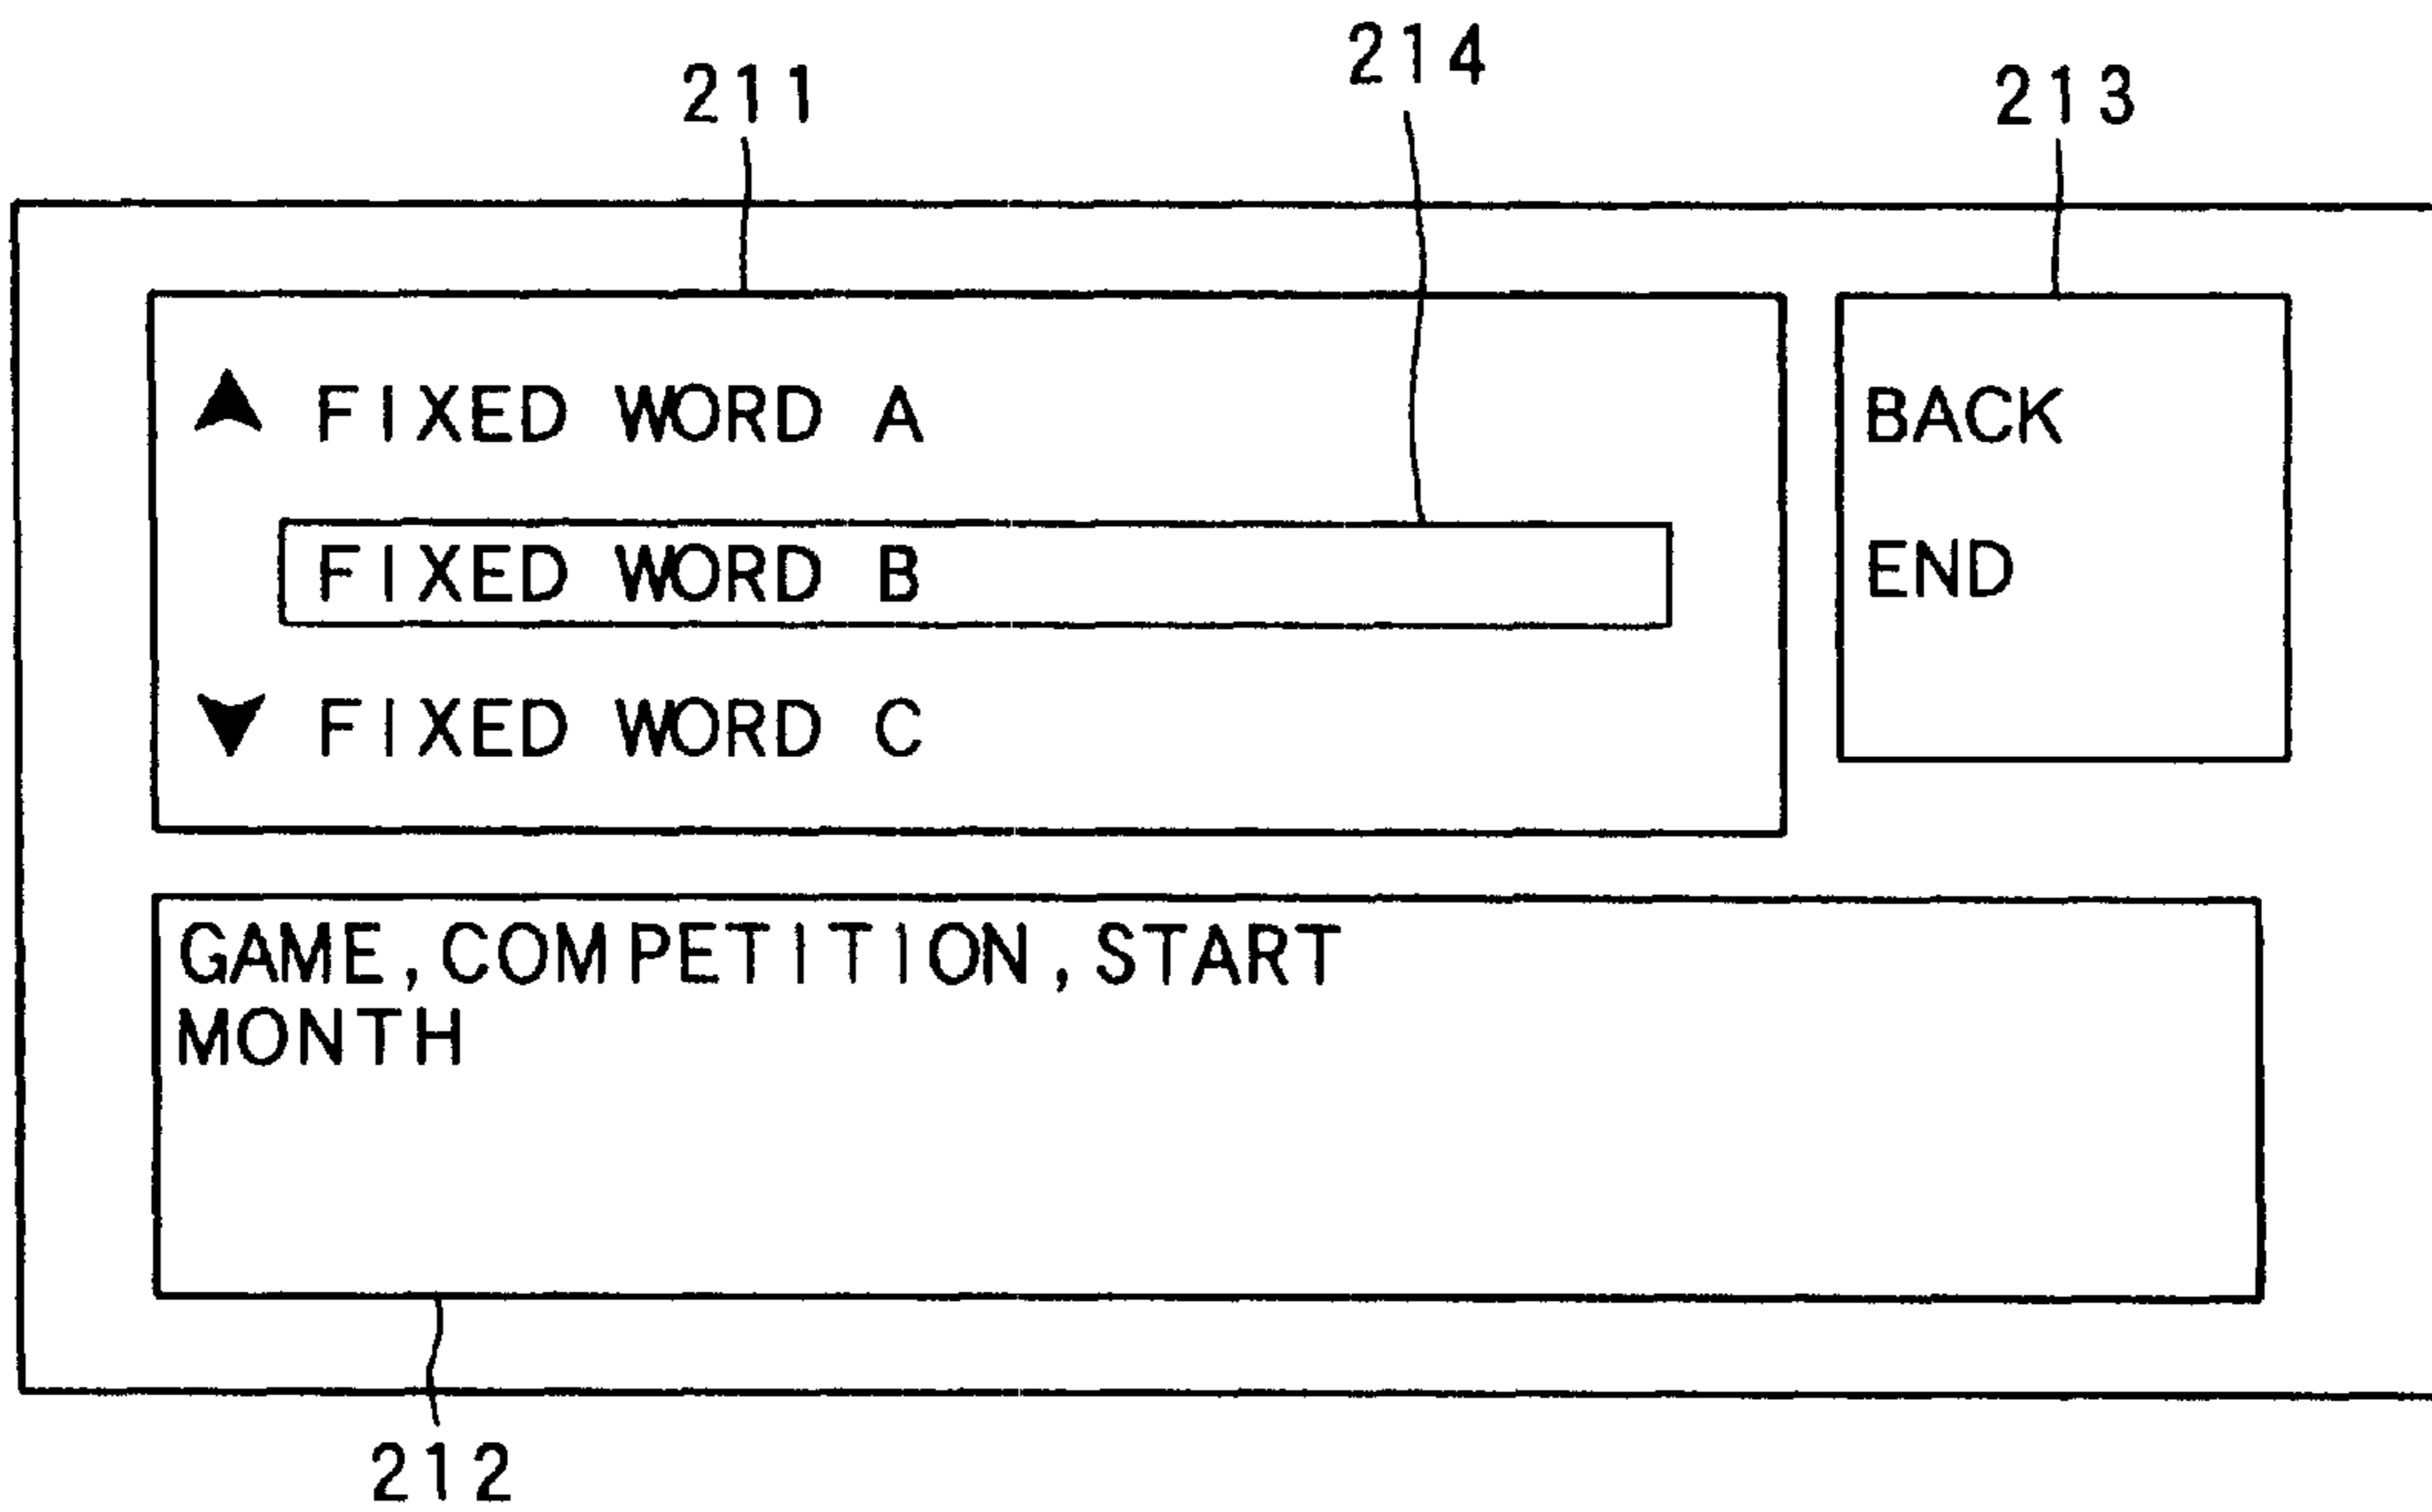 214
211
213
FIXED WORD A
BACK
FIXED WORD B
END
FIXED WORD C
GAME,COMPETITION,START
MONTH
212